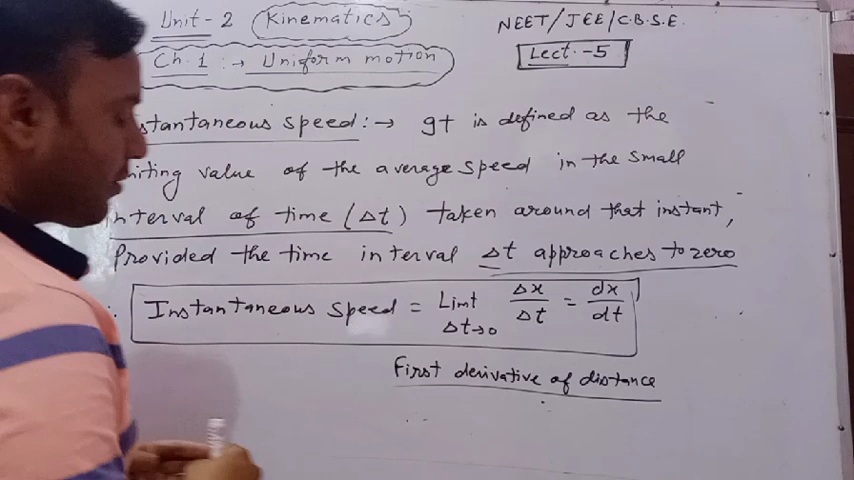 Unit-2 Kinematics NEET/JEE/C.B.S.E.
Ch.1 :→ Uniform motion Lect.-5
stantaneous speed :→ It is defined as the
miting value of the average speed in the small
nterval of time (Δt) taken around that instant,
Provided the time interval Δt approaches to zero
∴ Instantaneous speed = Limt Δt→0 Δx/Δt = dx/dt
First derivative of distance